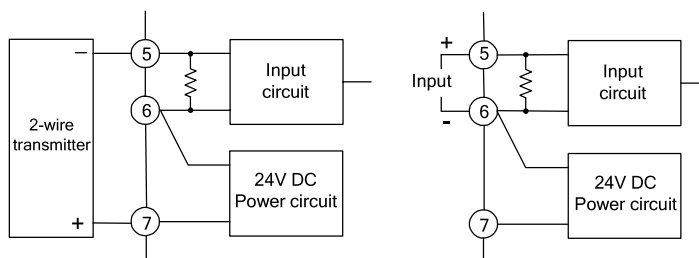 2-wire
transmitter
−
+
5
6
7
Input
circuit
24V DC
Power circuit
+
Input
-
5
6
7
Input
circuit
24V DC
Power circuit